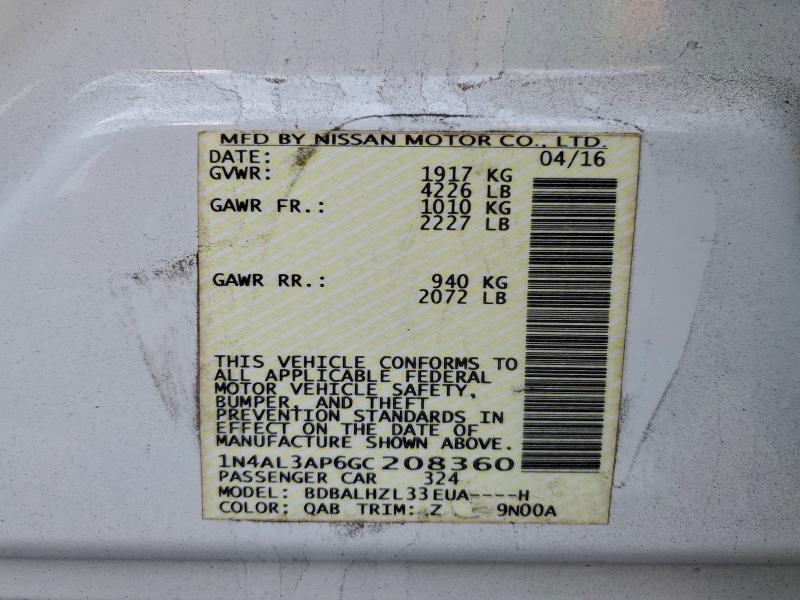 MFD BY NISSAN MOTOR CO., LTD.
DATE: 04/16
GVWR: 1917 KG
4226 LB
GAWR FR.: 1010 KG
2227 LB
GAWR RR.: 940 KG
2072 LB
THIS VEHICLE CONFORMS TO
ALL APPLICABLE FEDERAL
MOTOR VEHICLE SAFETY,
BUMPER, AND THEFT
PREVENTION STANDARDS IN
EFFECT ON THE DATE OF
MANUFACTURE SHOWN ABOVE.
1N4AL3AP6GC208360
PASSENGER CAR 324
MODEL: BDBALHZL33EUA----H
COLOR: QAB TRIM: Z 9N00A